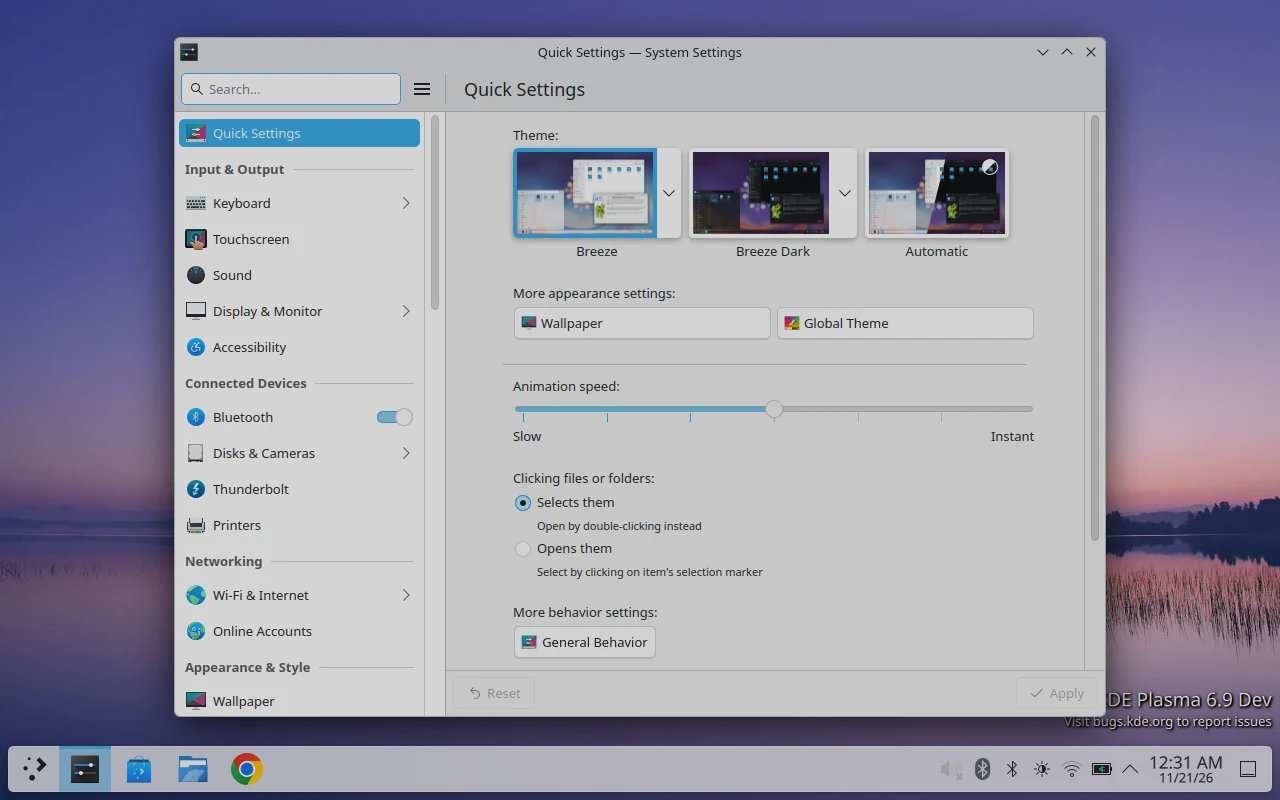 Quick Settings — System Settings
Search...
Quick Settings
Quick Settings
Input & Output
Keyboard
Touchscreen
Sound
Display & Monitor
Accessibility
Connected Devices
Bluetooth
Disks & Cameras
Thunderbolt
Printers
Networking
Wi-Fi & Internet
Online Accounts
Appearance & Style
Wallpaper
Theme:
Breeze
Breeze Dark
Automatic
More appearance settings:
Wallpaper
Global Theme
Animation speed:
Slow
Instant
Clicking files or folders:
Selects them
Open by double-clicking instead
Opens them
Select by clicking on item's selection marker
More behavior settings:
General Behavior
Reset
Apply
DE Plasma 6.9 Dev
Visit bugs.kde.org to report issues
12:31 AM
11/21/26